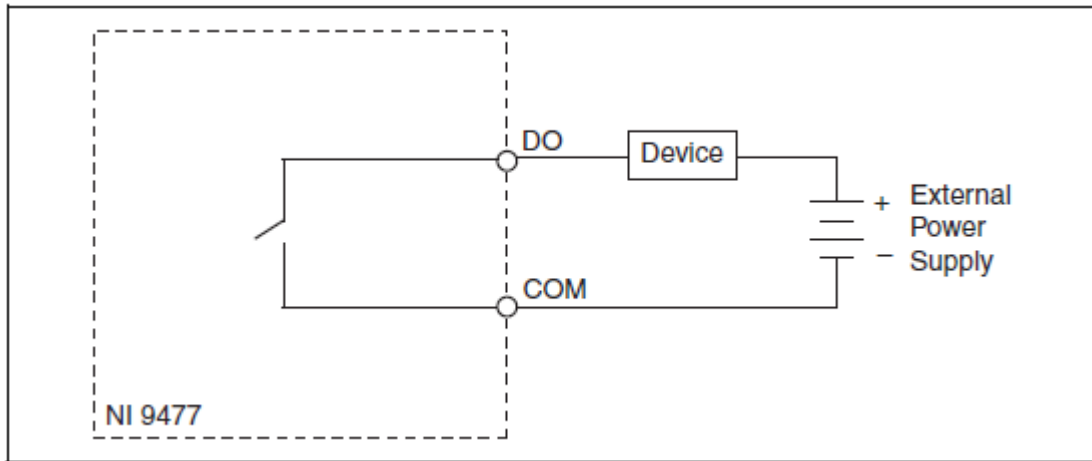 DO
Device
+ External
Power
− Supply
COM
NI 9477